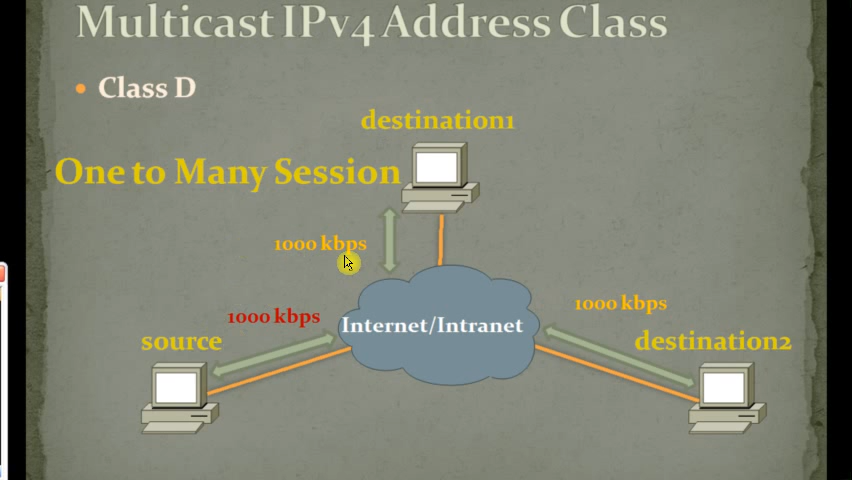 Multicast IPv4 Address Class
Class D
destination1
One to Many Session
1000 kbps
1000 kbps
1000 kbps
Internet/Intranet
source
destination2